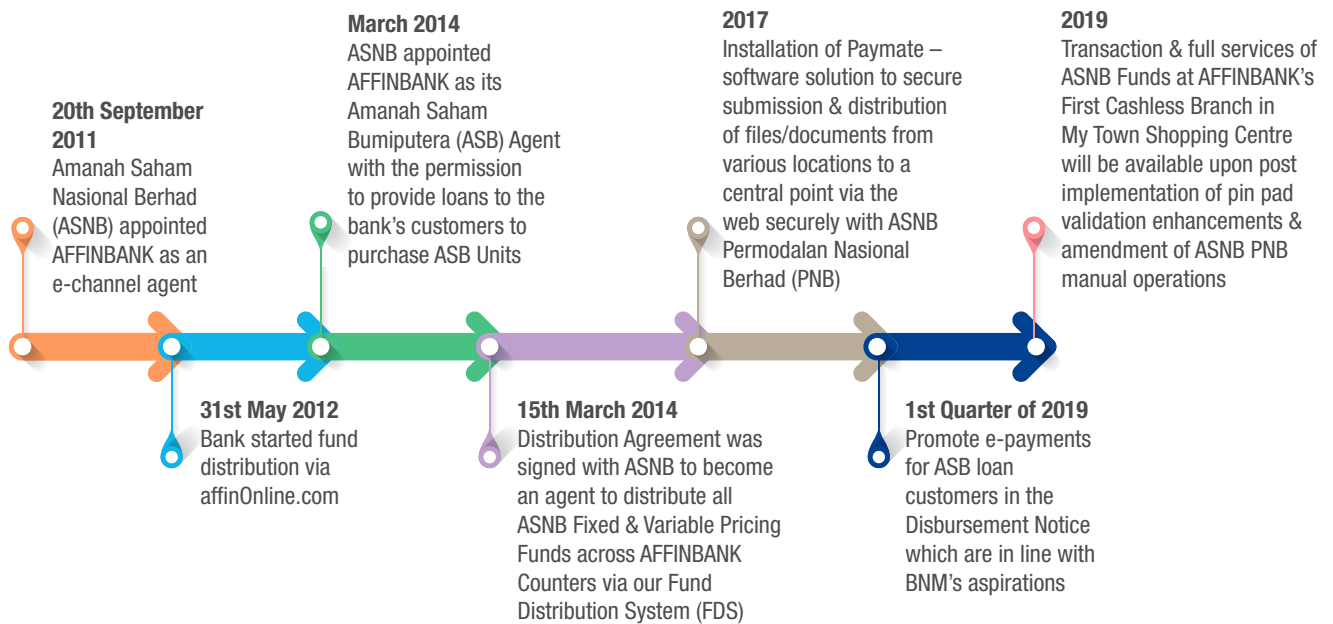 20th September
2011
Amanah Saham
Nasional Berhad
(ASNB) appointed
AFFINBANK as an
e-channel agent
31st May 2012
Bank started fund
distribution via
affinOnline.com
March 2014
ASNB appointed
AFFINBANK as its
Amanah Saham
Bumiputera (ASB) Agent
with the permission
to provide loans to the
bank’s customers to
purchase ASB Units
15th March 2014
Distribution Agreement was
signed with ASNB to become
an agent to distribute all
ASNB Fixed & Variable Pricing
Funds across AFFINBANK
Counters via our Fund
Distribution System (FDS)
2017
Installation of Paymate –
software solution to secure
submission & distribution
of files/documents from
various locations to a
central point via the
web securely with ASNB
Permodalan Nasional
Berhad (PNB)
1st Quarter of 2019
Promote e-payments
for ASB loan
customers in the
Disbursement Notice
which are in line with
BNM’s aspirations
2019
Transaction & full services of
ASNB Funds at AFFINBANK’s
First Cashless Branch in
My Town Shopping Centre
will be available upon post
implementation of pin pad
validation enhancements &
amendment of ASNB PNB
manual operations